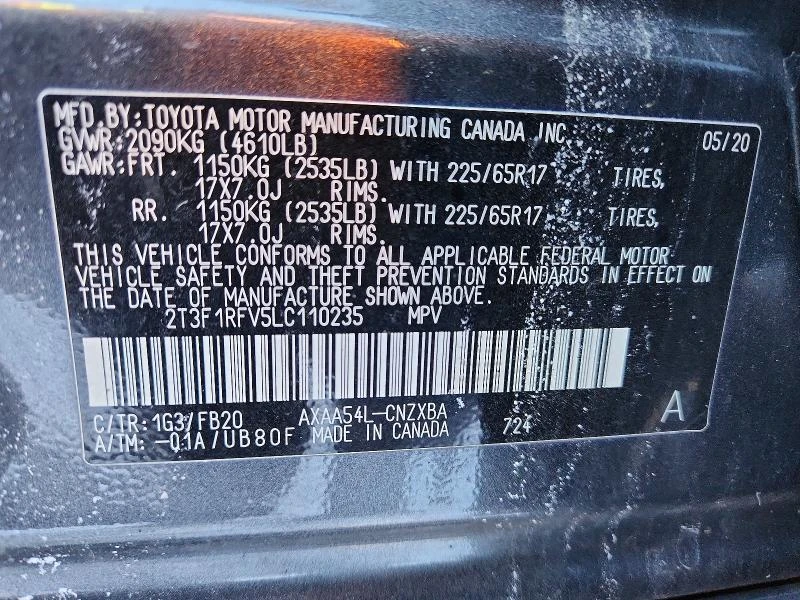 MFD.BY:TOYOTA MOTOR MANUFACTURING CANADA INC 05/20
GVWR:2090KG (4610LB)
GAWR:FRT. 1150KG (2535LB) WITH 225/65R17 TIRES,
17X7.0J RIMS.
RR. 1150KG (2535LB) WITH 225/65R17 TIRES,
17X7.0J RIMS.
THIS VEHICLE CONFORMS TO ALL APPLICABLE FEDERAL MOTOR
VEHICLE SAFETY AND THEFT PREVENTION STANDARDS IN EFFECT ON
THE DATE OF MANUFACTURE SHOWN ABOVE.
2T3F1RFV5LC110235 MPV
C/TR:1G3/FB20 AXAA54L-CNZXBA A
A/TM:-01A/UB80F MADE IN CANADA 724